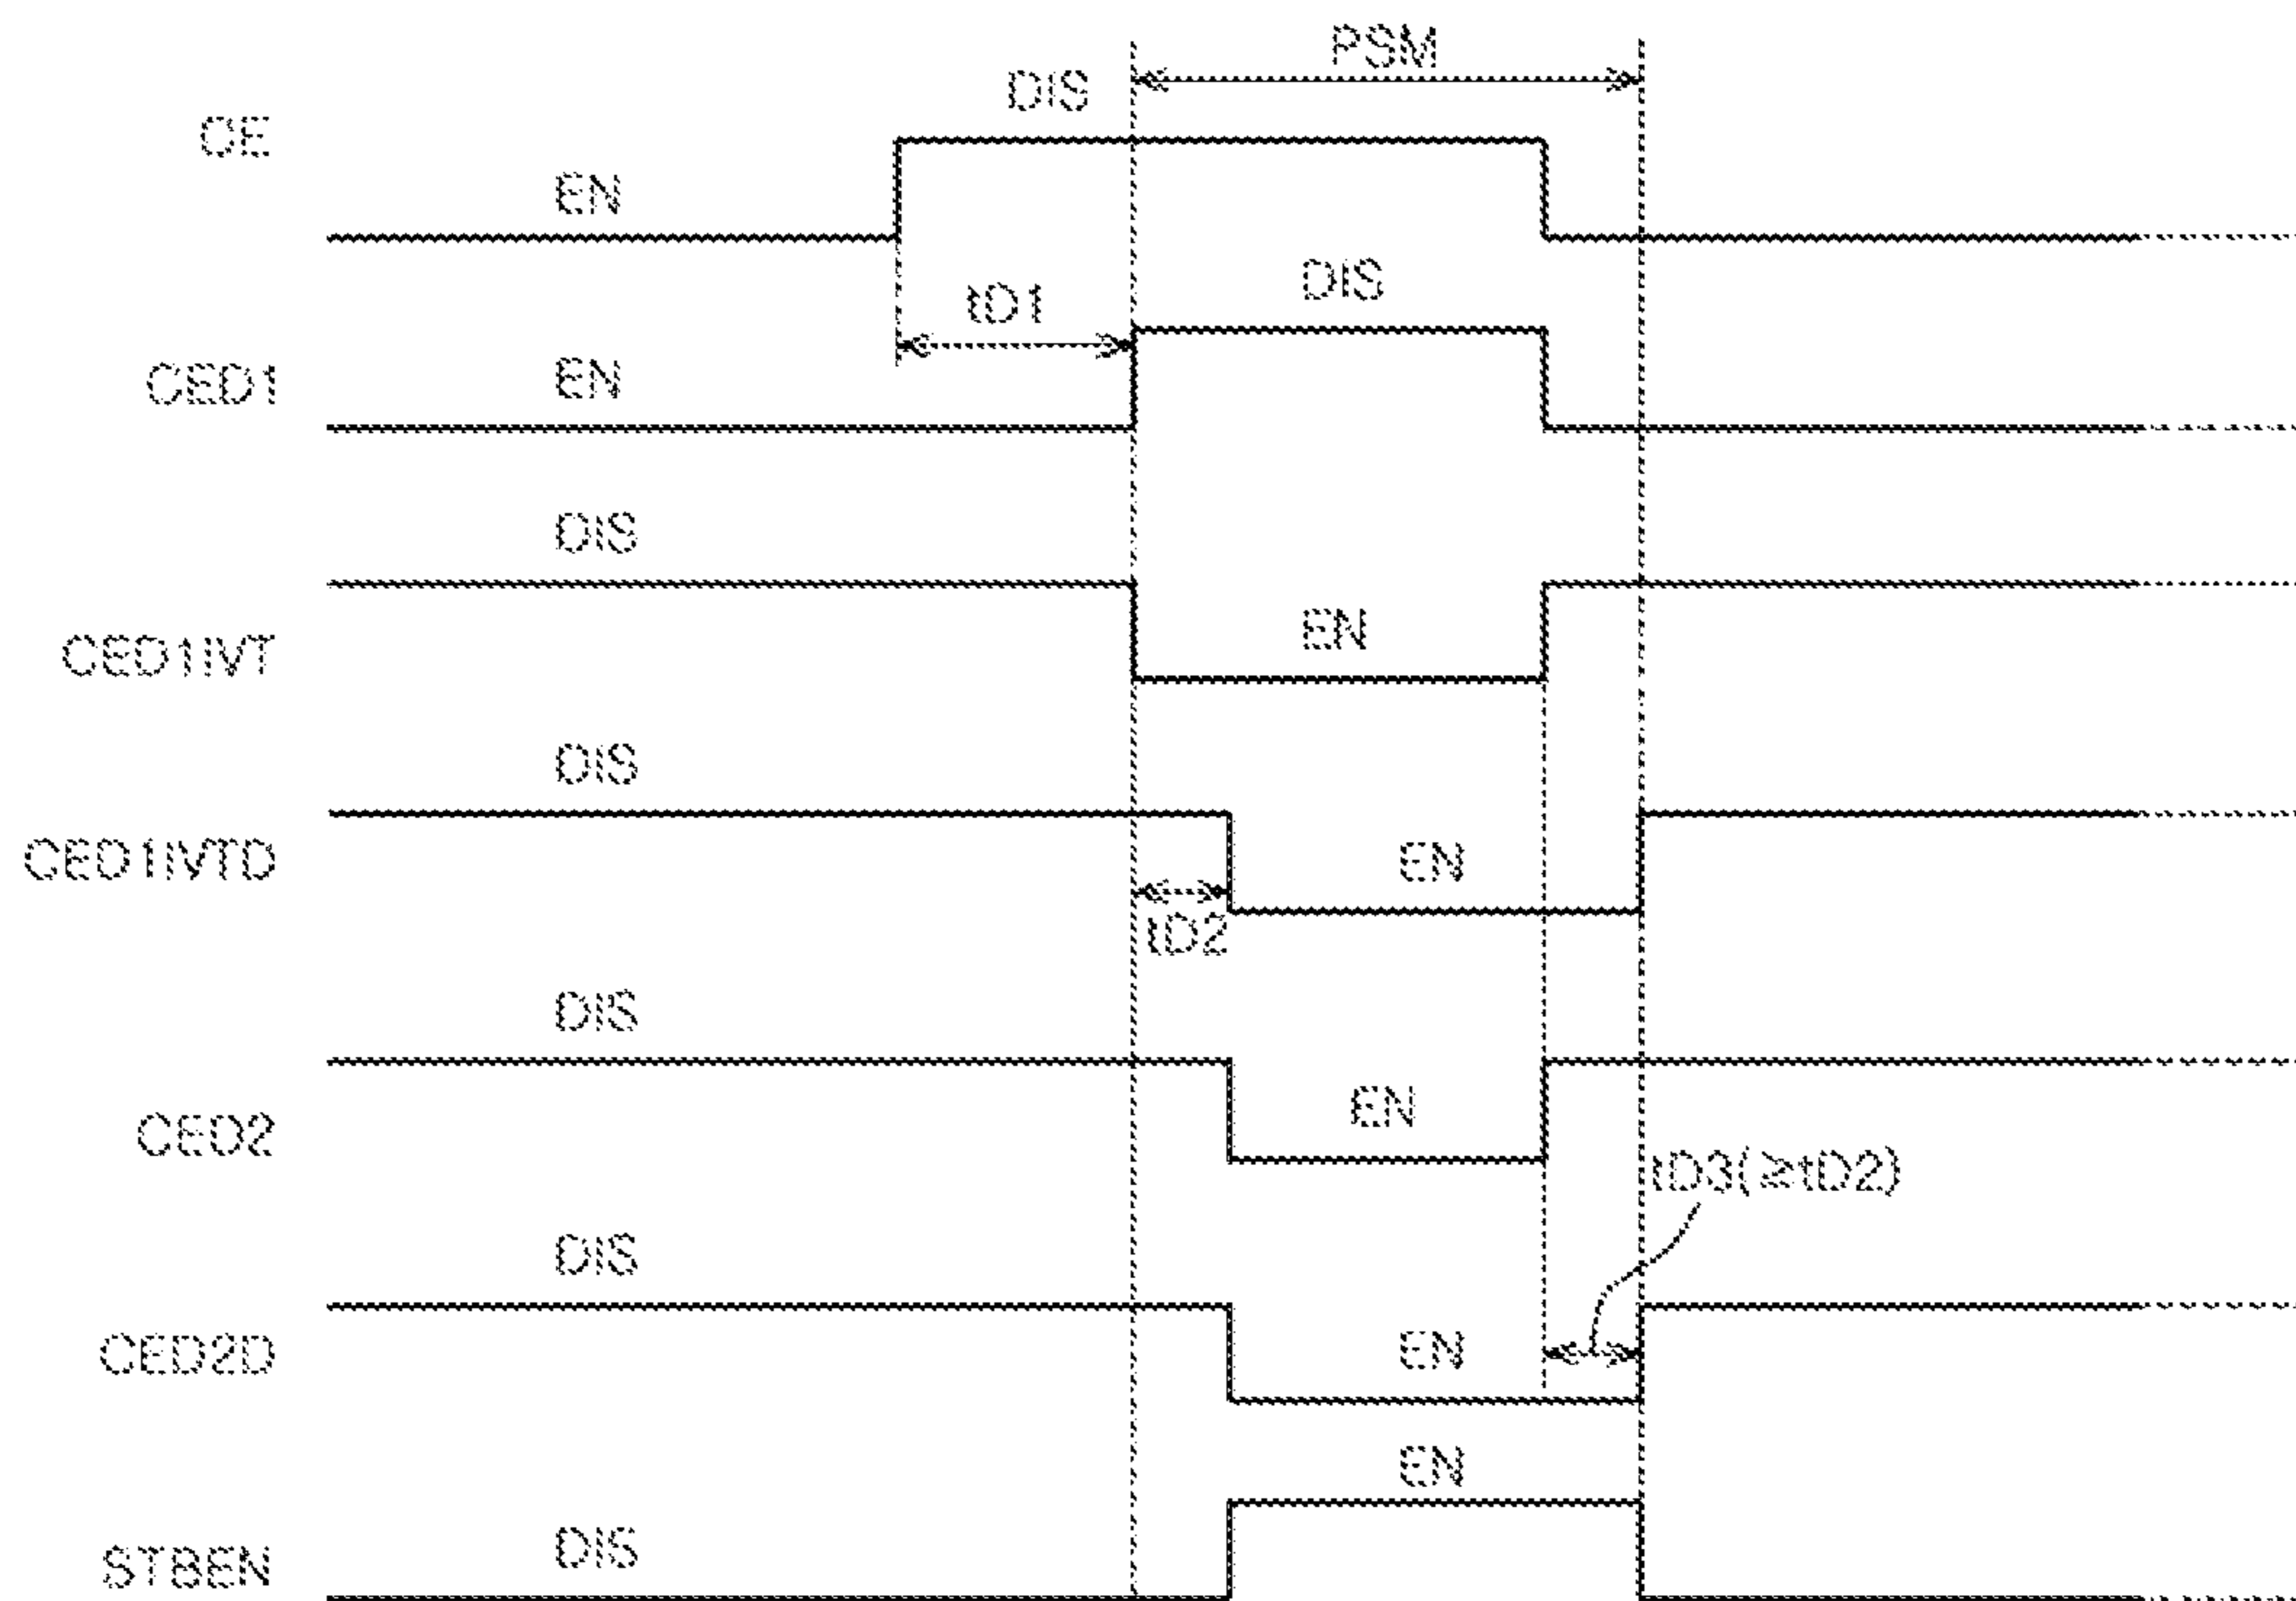 PSM
DIS
CE
EN
DIS
tD1
CED1
EN
DIS
EN
CED1IVT
DIS
CED1IVTD
EN
tD2
DIS
EN
CED2
tD3(≥tD2)
DIS
CED2D
EN
EN
STBEN
DIS